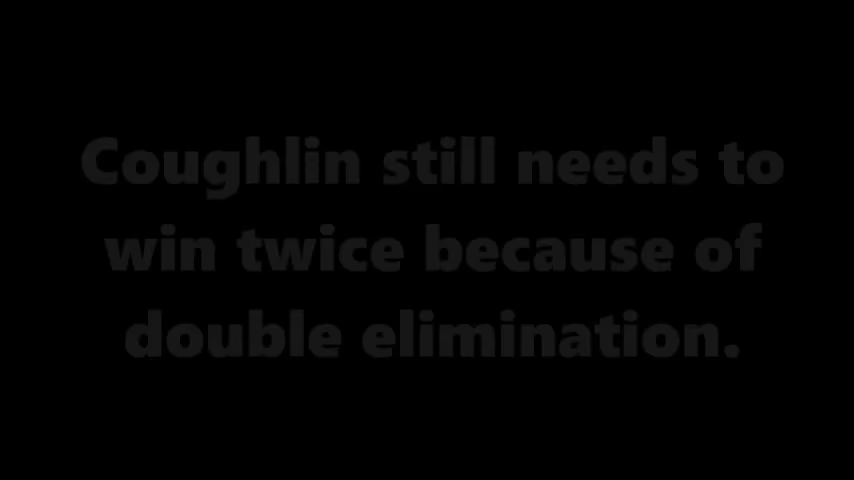 Coughlin still needs to
win twice because of
double elimination.